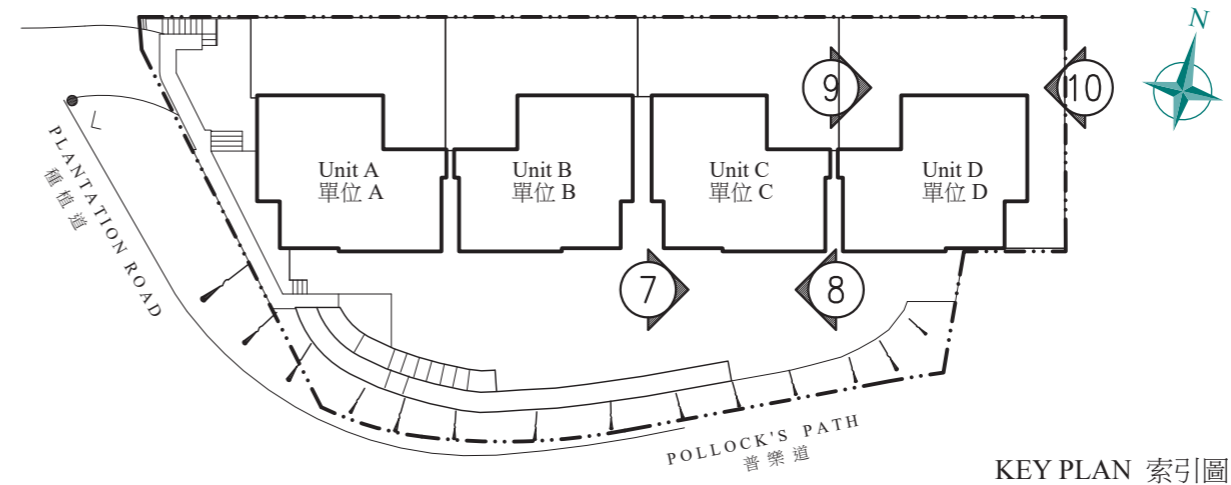 N
9
10
PLANTATION ROAD
種植道
Unit A
單位 A
Unit B
單位 B
Unit C
單位 C
Unit D
單位 D
7
8
POLLOCK'S PATH
普樂道
KEY PLAN 索引圖